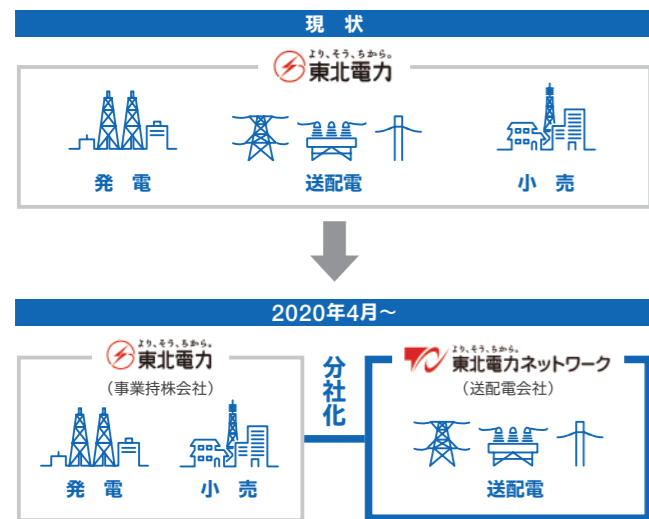 現 状
より、そう、ちから。
東北電力
発 電
送配電
小 売
2020年4月～
より、そう、ちから。
東北電力
（事業持株会社）
発 電
小 売
分社化
より、そう、ちから。
東北電力ネットワーク
（送配電会社）
送配電